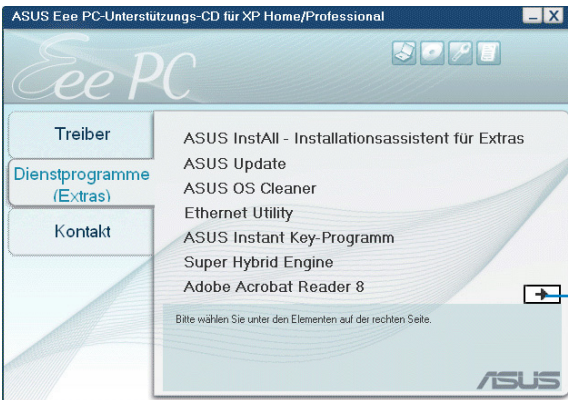 ASUS Eee PC-Unterstützungs-CD für XP Home/Professional
Eee PC
Treiber
Dienstprogramme
(Extras)
Kontakt
ASUS InstAll - Installationsassistent für Extras
ASUS Update
ASUS OS Cleaner
Ethernet Utility
ASUS Instant Key-Programm
Super Hybrid Engine
Adobe Acrobat Reader 8
Bitte wählen Sie unter den Elementen auf der rechten Seite.
ASUS